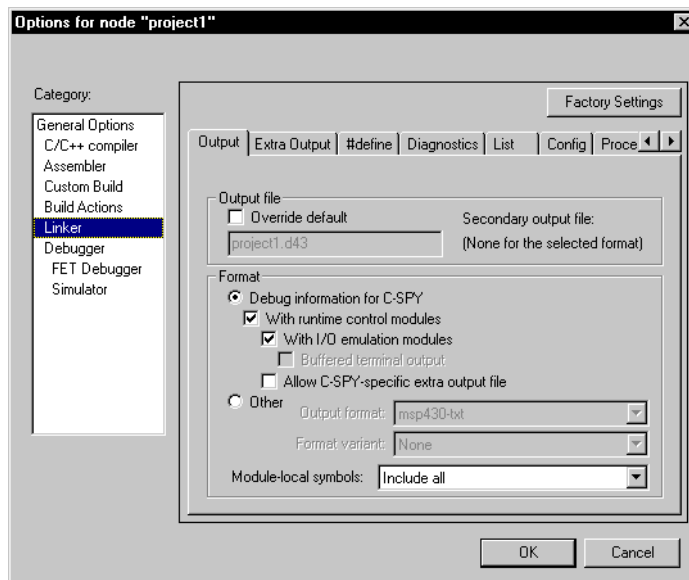 Options for node "project1"
Category:
Factory Settings
General Options
C/C++ compiler
Assembler
Custom Build
Build Actions
Linker
Debugger
FET Debugger
Simulator
Output
Extra Output
#define
Diagnostics
List
Config
Proce
Output file
Override default
Secondary output file:
project1.d43
(None for the selected format)
Format
Debug information for C-SPY
With runtime control modules
With I/O emulation modules
Buffered terminal output
Allow C-SPY-specific extra output file
Other
Output format:
msp430-txt
Format variant:
None
Module-local symbols:
Include all
OK
Cancel